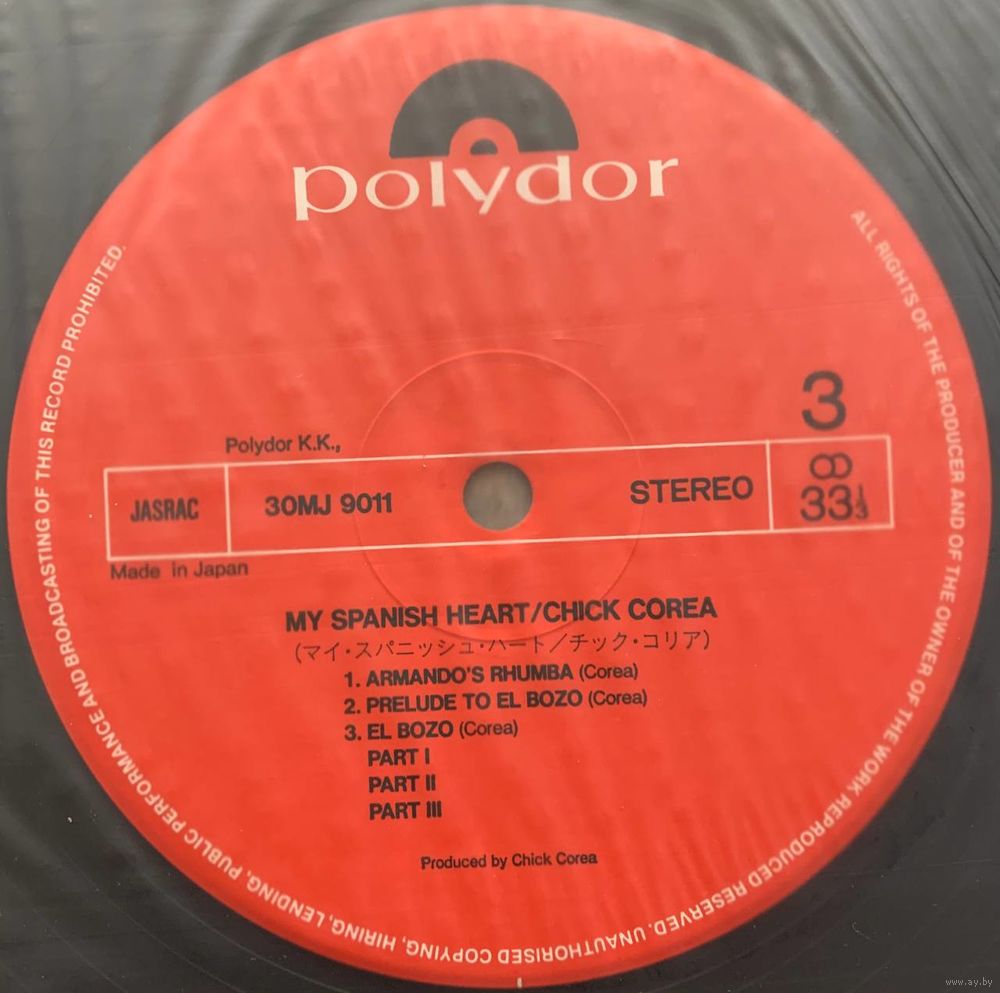 polydor
ALL RIGHTS OF THE PRODUCER AND OF THE OWNER OF THE WORK REPRODUCED RESERVED. UNAUTHORISED COPYING, HIRING, LENDING, PUBLIC PERFORMANCE AND BROADCASTING OF THIS RECORD PROHIBITED.
3
Polydor K.K.,
JASRAC 30MJ 9011 STEREO 33⅓
Made in Japan
MY SPANISH HEART/CHICK COREA
(マイ・スパニッシュ・ハート/チック・コリア)
1. ARMANDO'S RHUMBA (Corea)
2. PRELUDE TO EL BOZO (Corea)
3. EL BOZO (Corea)
PART I
PART II
PART III
Produced by Chick Corea
www.ay.by